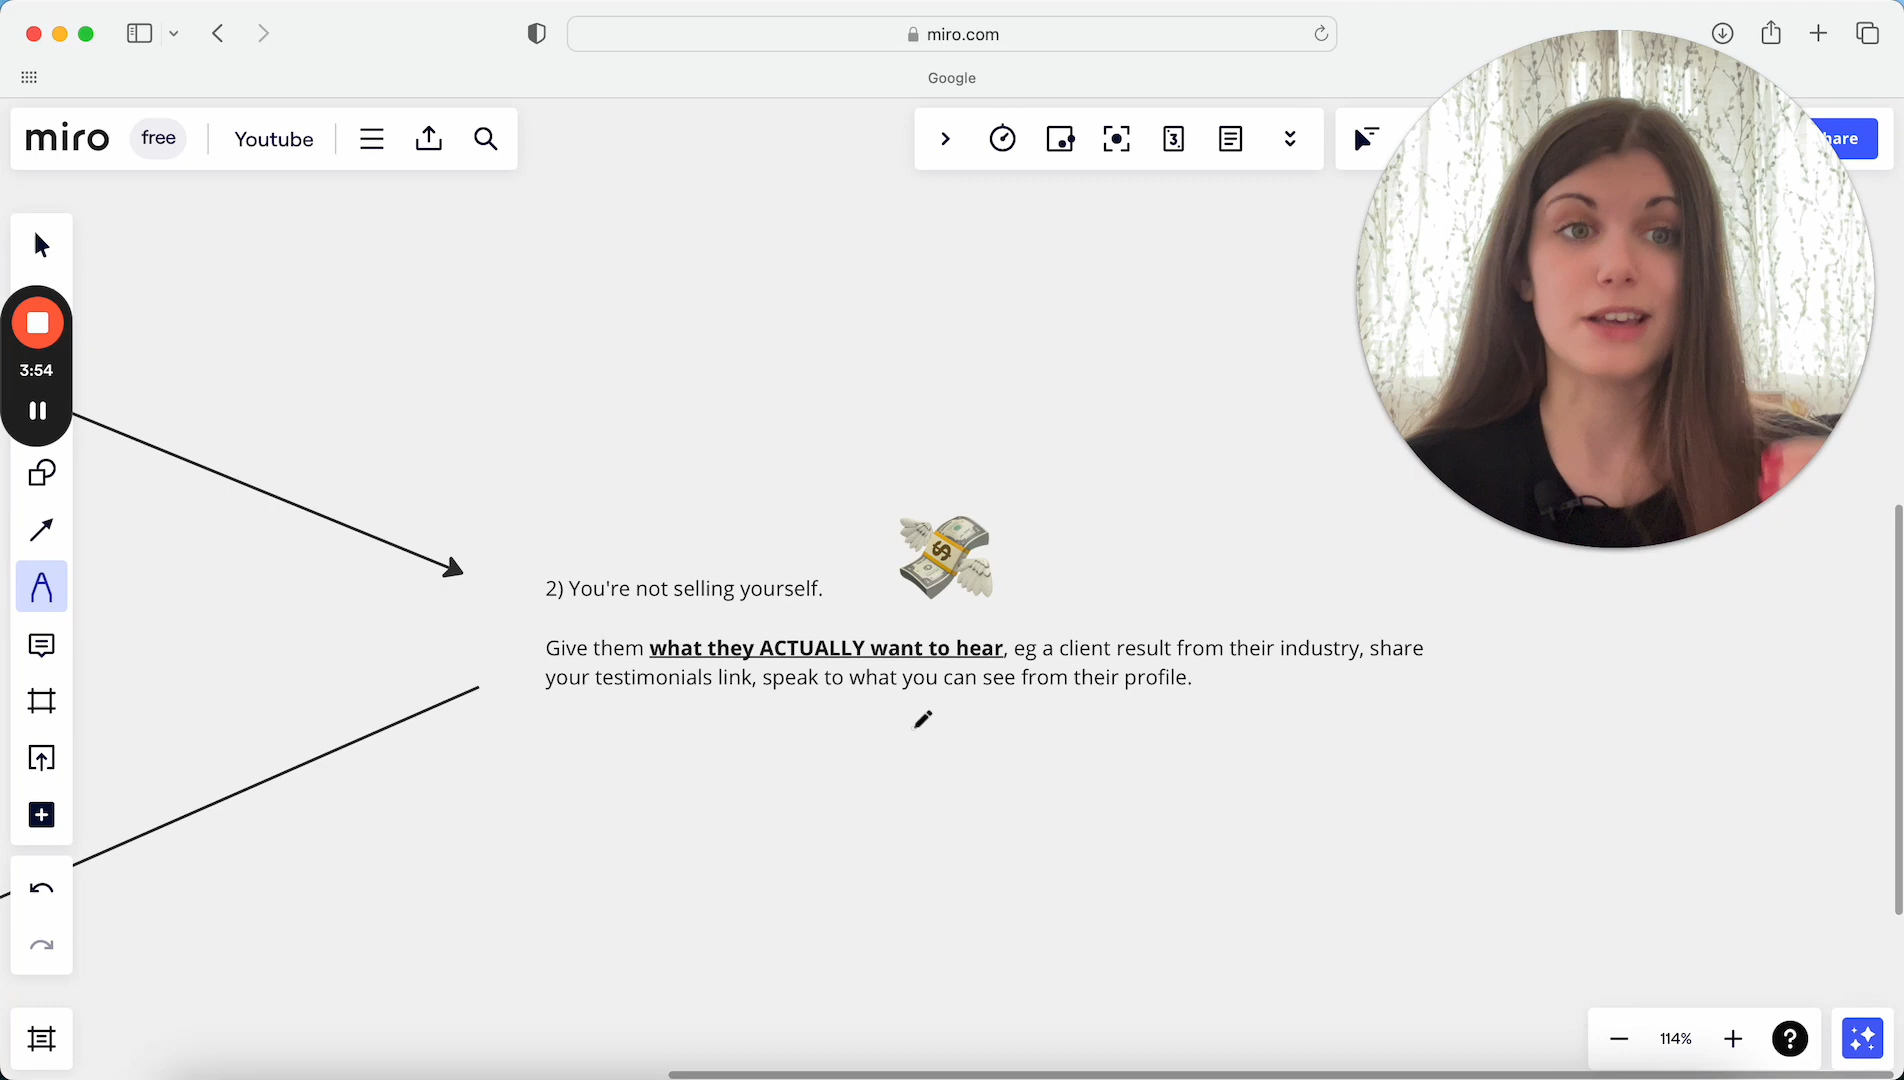 miro.com
Google
miro free Youtube
3
hare
3:54
2) You're not selling yourself.
Give them what they ACTUALLY want to hear, eg a client result from their industry, share
your testimonials link, speak to what you can see from their profile.
114%
?